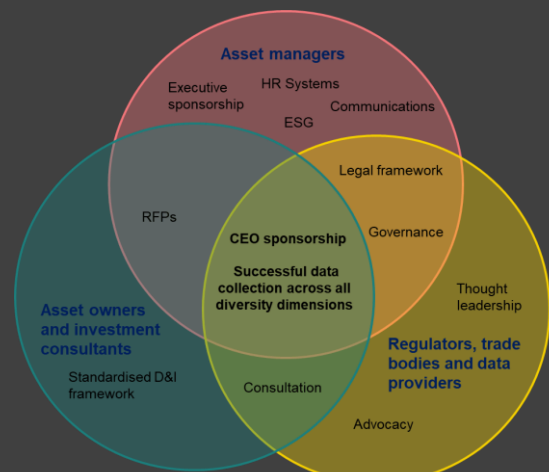 Asset managers
HR Systems
Executive
sponsorship
Communications
ESG
Legal framework
RFPs
Governance
CEO sponsorship
Successful data
collection across all
diversity dimensions
Thought
leadership
Asset owners
and investment
consultants
Regulators, trade
bodies and data
providers
Standardised D&I
framework
Consultation
Advocacy